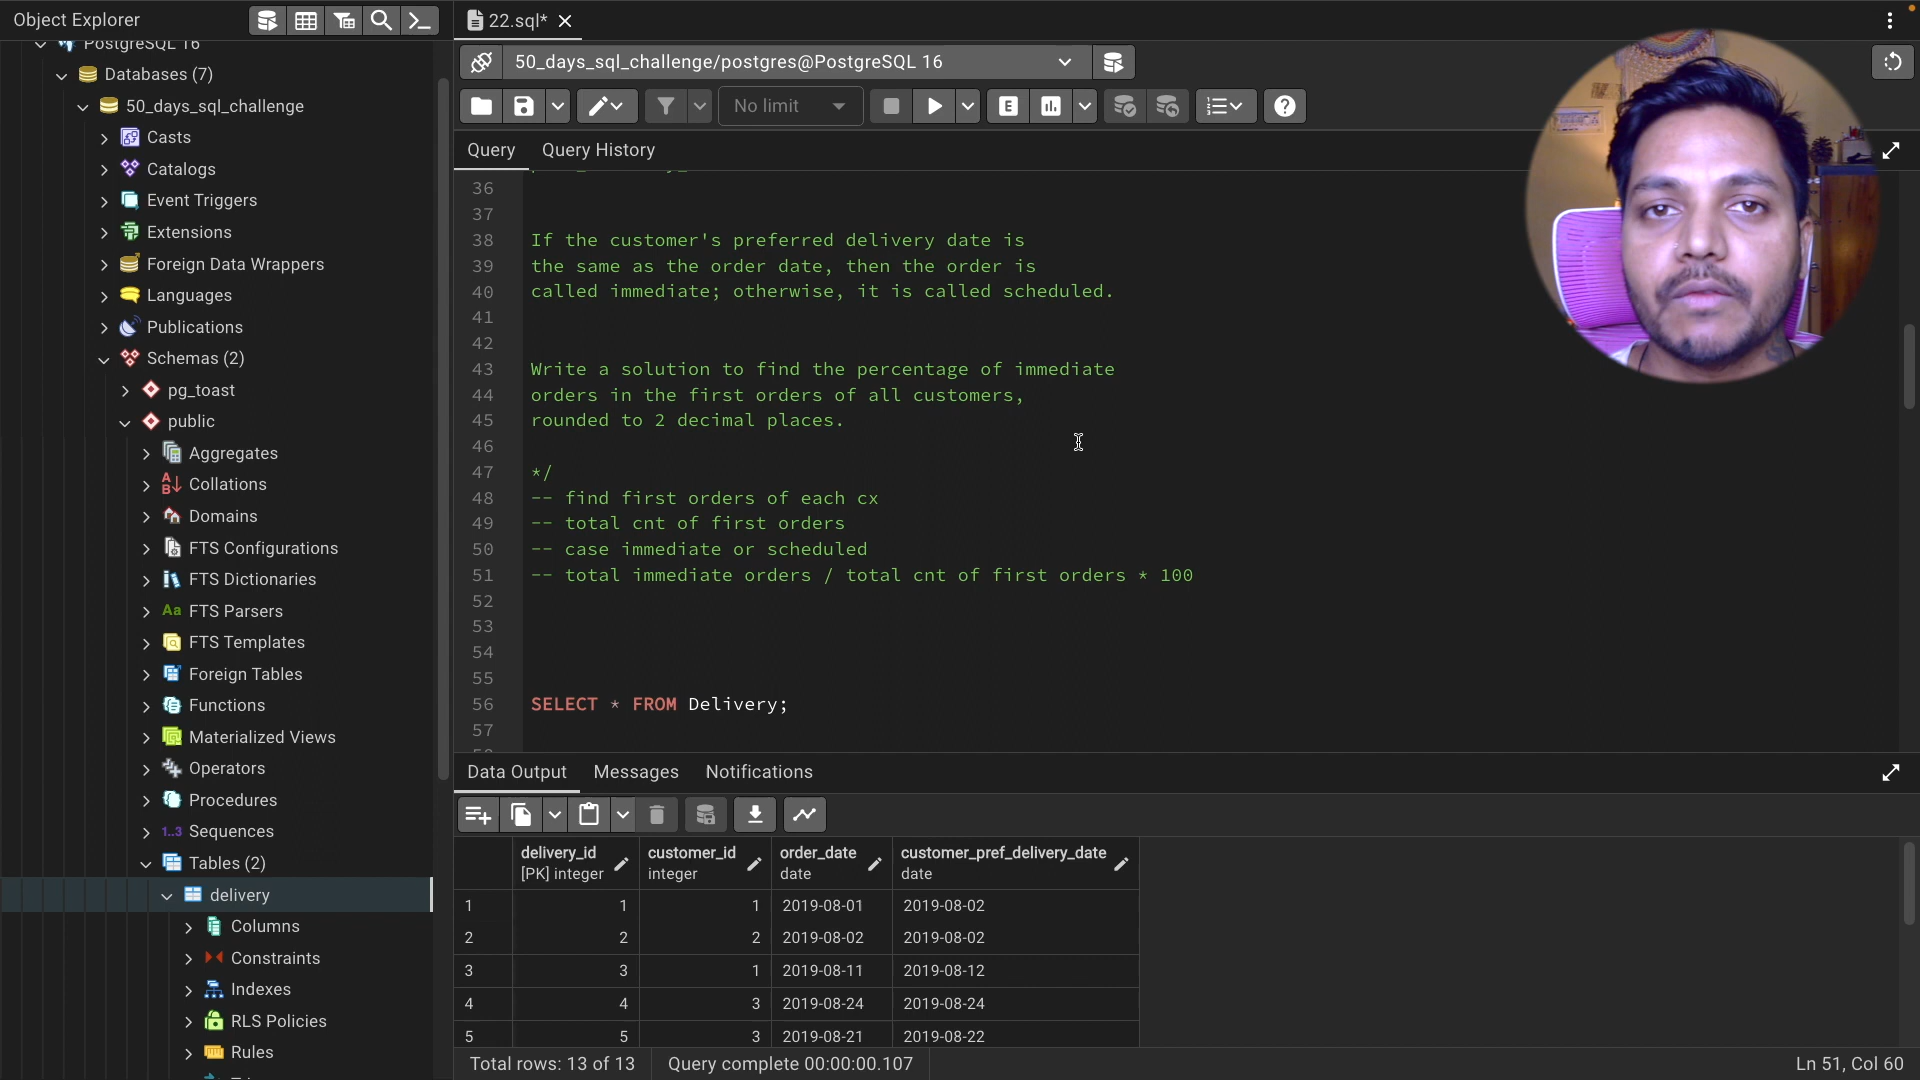 Object Explorer
22.sql*
PostgreSQL 16
Databases (7)
50_days_sql_challenge/postgres@PostgreSQL 16
50_days_sql_challenge
No limit
E
Casts
Query
Query History
Catalogs
Event Triggers
Extensions
Foreign Data Wrappers
Languages
Publications
Schemas (2)
pg_toast
public
Aggregates
Collations
Domains
FTS Configurations
FTS Dictionaries
Aa FTS Parsers
FTS Templates
Foreign Tables
Functions
Materialized Views
Operators
Procedures
1..3 Sequences
Tables (2)
delivery
Columns
Constraints
Indexes
RLS Policies
Rules
36
37
38 If the customer's preferred delivery date is
39 the same as the order date, then the order is
40 called immediate; otherwise, it is called scheduled.
41
42
43 Write a solution to find the percentage of immediate
44 orders in the first orders of all customers,
45 rounded to 2 decimal places.
46
47 */
48 -- find first orders of each cx
49 -- total cnt of first orders
50 -- case immediate or scheduled
51 -- total immediate orders / total cnt of first orders * 100
52
53
54
55
56 SELECT * FROM Delivery;
57
Data Output
Messages
Notifications
delivery_id customer_id order_date customer_pref_delivery_date
[PK] integer integer date date
1 1 1 2019-08-01 2019-08-02
2 2 2 2019-08-02 2019-08-02
3 3 1 2019-08-11 2019-08-12
4 4 3 2019-08-24 2019-08-24
5 5 3 2019-08-21 2019-08-22
Total rows: 13 of 13
Query complete 00:00:00.107
Ln 51, Col 60